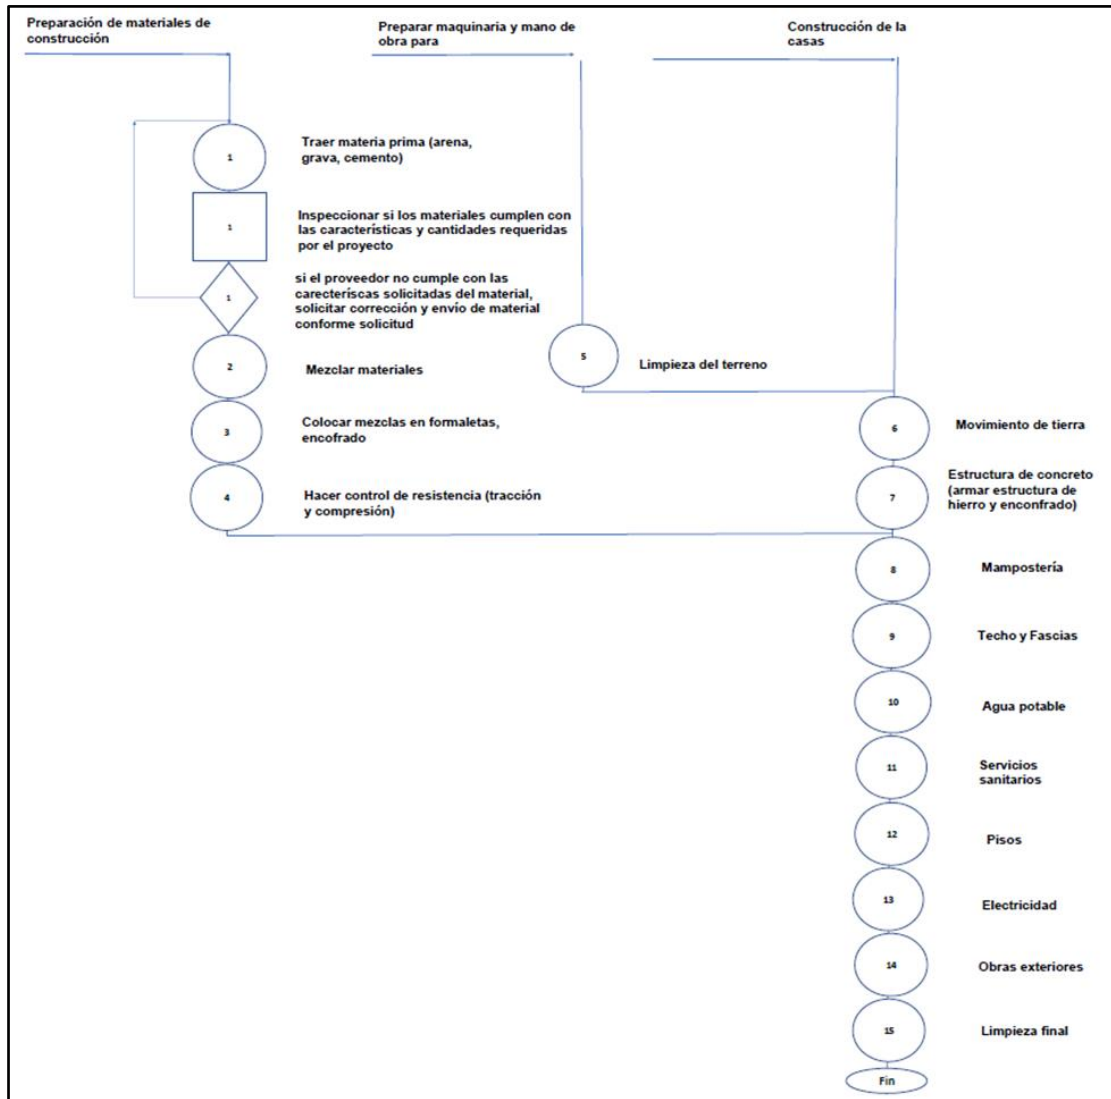 Preparación de materiales de
construcción
Preparar maquinaria y mano de
obra para
Construcción de la
casas
1
Traer materia prima (arena,
grava, cemento)
1
Inspeccionar si los materiales cumplen con
las características y cantidades requeridas
por el proyecto
1
si el proveedor no cumple con las
carecteríscas solicitadas del material,
solicitar corrección y envío de material
conforme solicitud
2
Mezclar materiales
3
Colocar mezclas en formaletas,
encofrado
4
Hacer control de resistencia (tracción
y compresión)
5
Limpieza del terreno
6
Movimiento de tierra
7
Estructura de concreto
(armar estructura de
hierro y enconfrado)
8
Mampostería
9
Techo y Fascias
10
Agua potable
11
Servicios
sanitarios
12
Pisos
13
Electricidad
14
Obras exteriores
15
Limpieza final
Fin